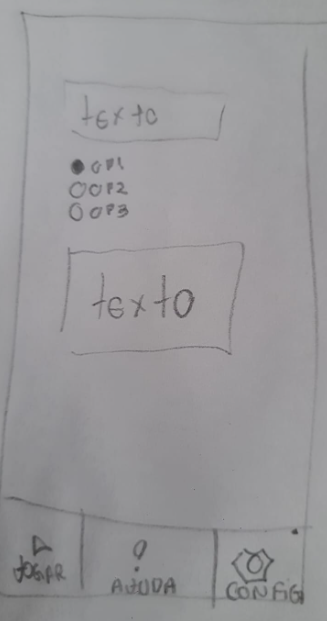 texto
OP1
OP2
OP3
texto
JOGAR
AJUDA
CONFIG